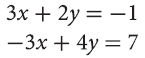 3x + 2y = −1
−3x + 4y = 7